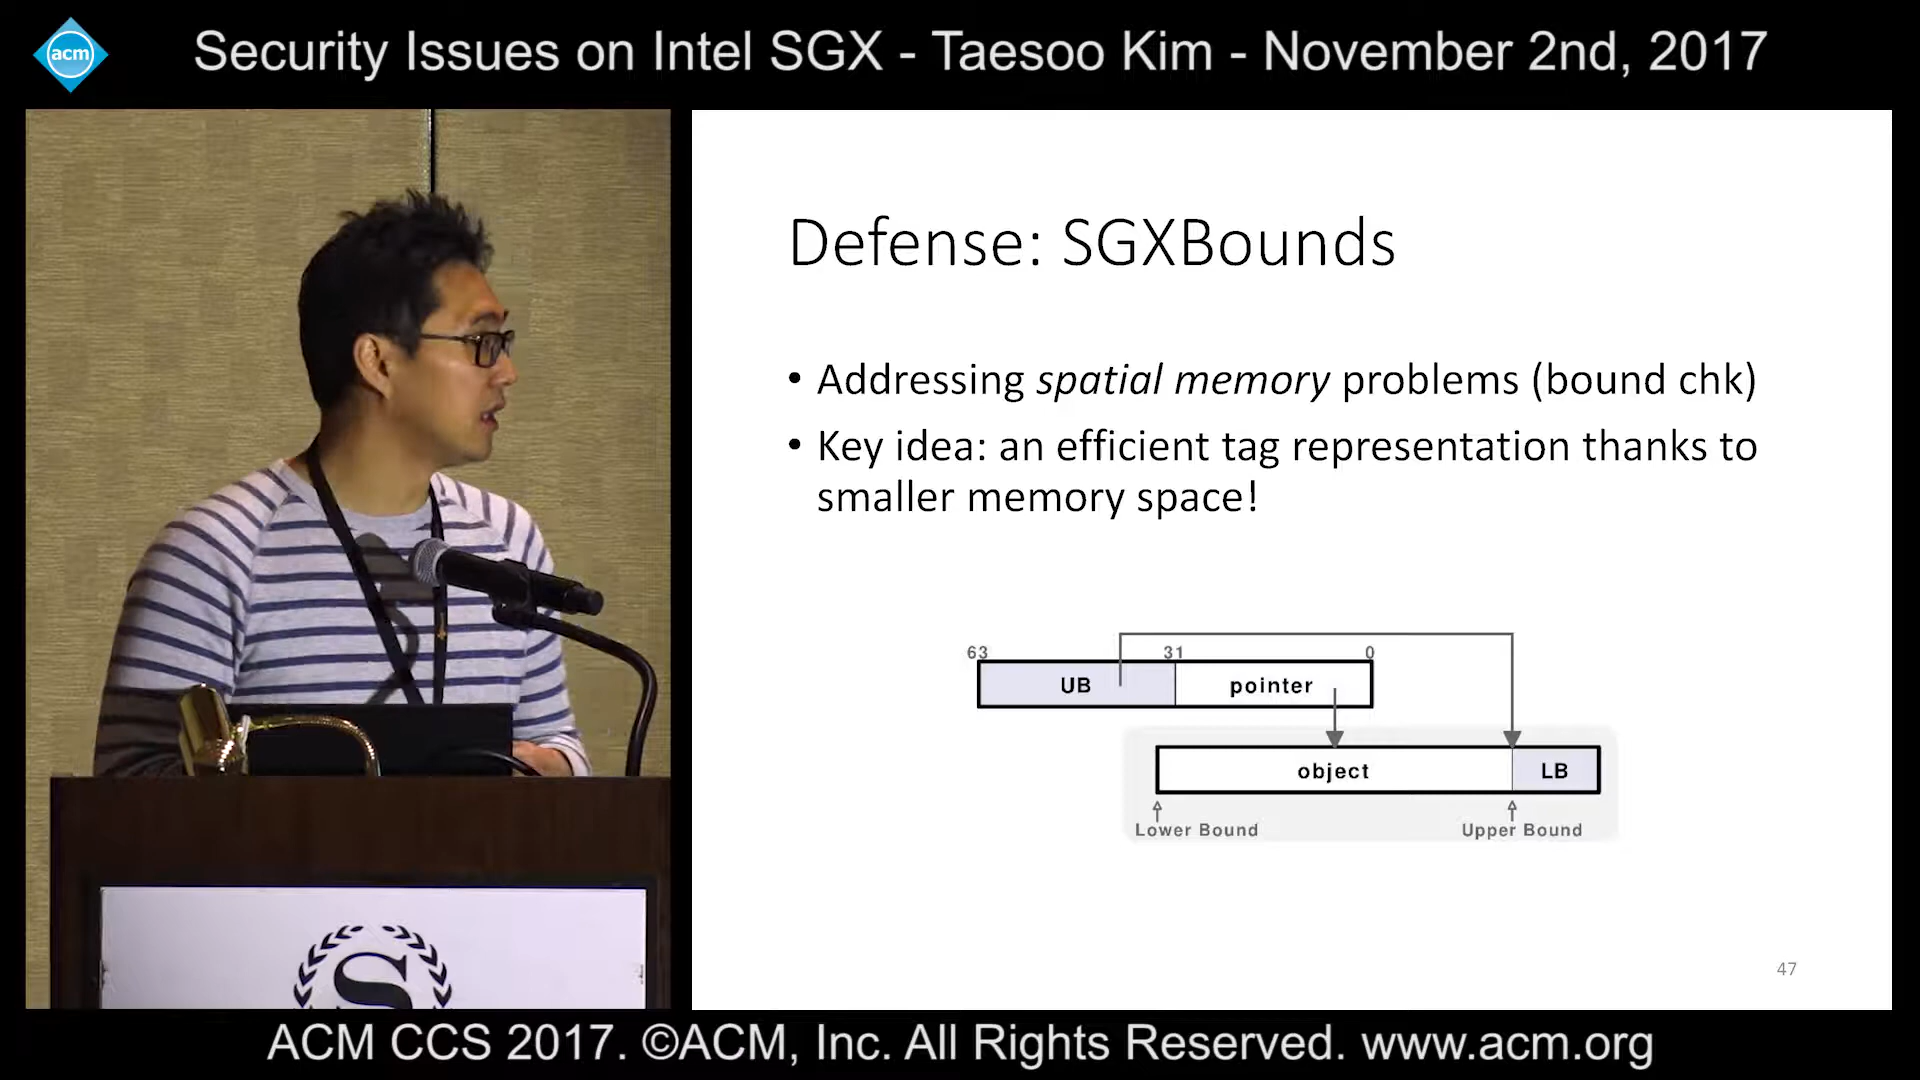 acm
Security Issues on Intel SGX - Taesoo Kim - November 2nd, 2017
Defense: SGXBounds
• Addressing spatial memory problems (bound chk)
• Key idea: an efficient tag representation thanks to
smaller memory space!
63 31 0
UB pointer
object LB
Lower Bound Upper Bound
47
S
ACM CCS 2017. ©ACM, Inc. All Rights Reserved. www.acm.org